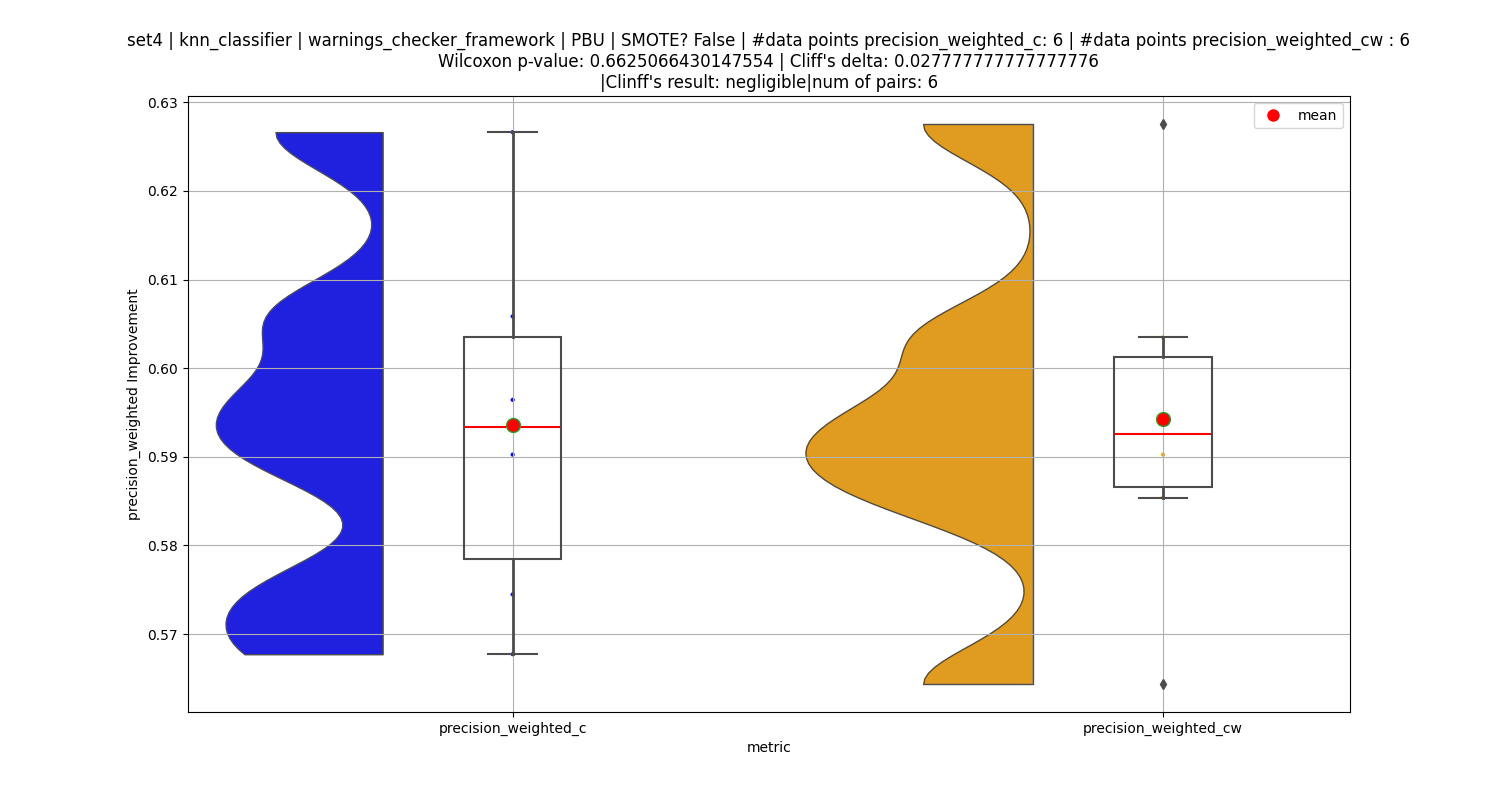 set4 | knn_classifier | warnings_checker_framework | PBU | SMOTE? False | #data points precision_weighted_c: 6 | #data points precision_weighted_cw : 6
Wilcoxon p-value: 0.6625066430147554 | Cliff's delta: 0.027777777777777776
|Clinff's result: negligible|num of pairs: 6
mean
0.63
0.62
0.61
0.60
0.59
0.58
0.57
precision_weighted Improvement
precision_weighted_c
precision_weighted_cw
metric